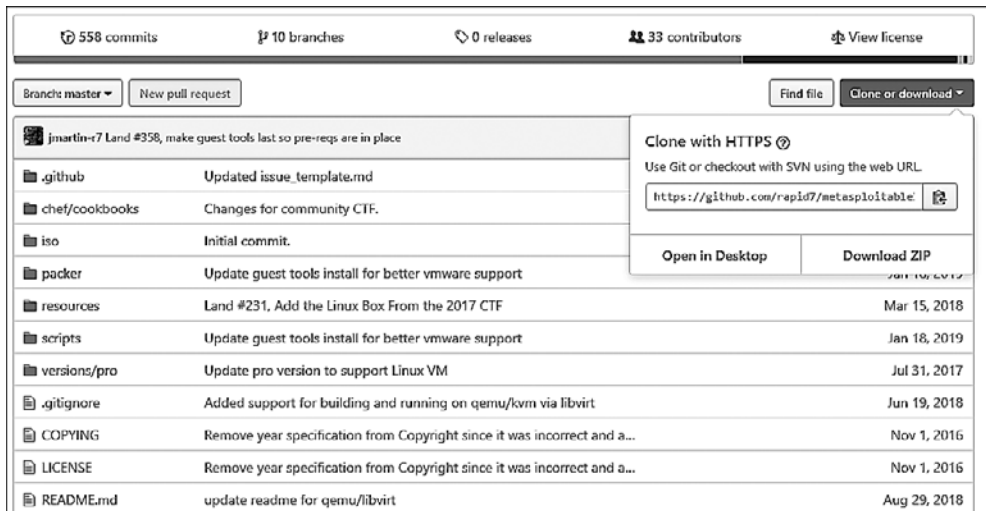 558 commits 10 branches 0 releases 33 contributors View license
Branch: master New pull request Find file Clone or download
jmartin-r7 Land #358, make guest tools last so pre-reqs are in place
Clone with HTTPS
Use Git or checkout with SVN using the web URL.
https://github.com/rapid7/metasploitable
Open in Desktop Download ZIP
.github Updated issue_template.md
chef/cookbooks Changes for community CTF.
iso Initial commit.
packer Update guest tools install for better vmware support
resources Land #231, Add the Linux Box From the 2017 CTF Mar 15, 2018
scripts Update guest tools install for better vmware support Jan 18, 2019
versions/pro Update pro version to support Linux VM Jul 31, 2017
.gitignore Added support for building and running on qemu/kvm via libvirt Jun 19, 2018
COPYING Remove year specification from Copyright since it was incorrect and a... Nov 1, 2016
LICENSE Remove year specification from Copyright since it was incorrect and a... Nov 1, 2016
README.md update readme for qemu/libvirt Aug 29, 2018